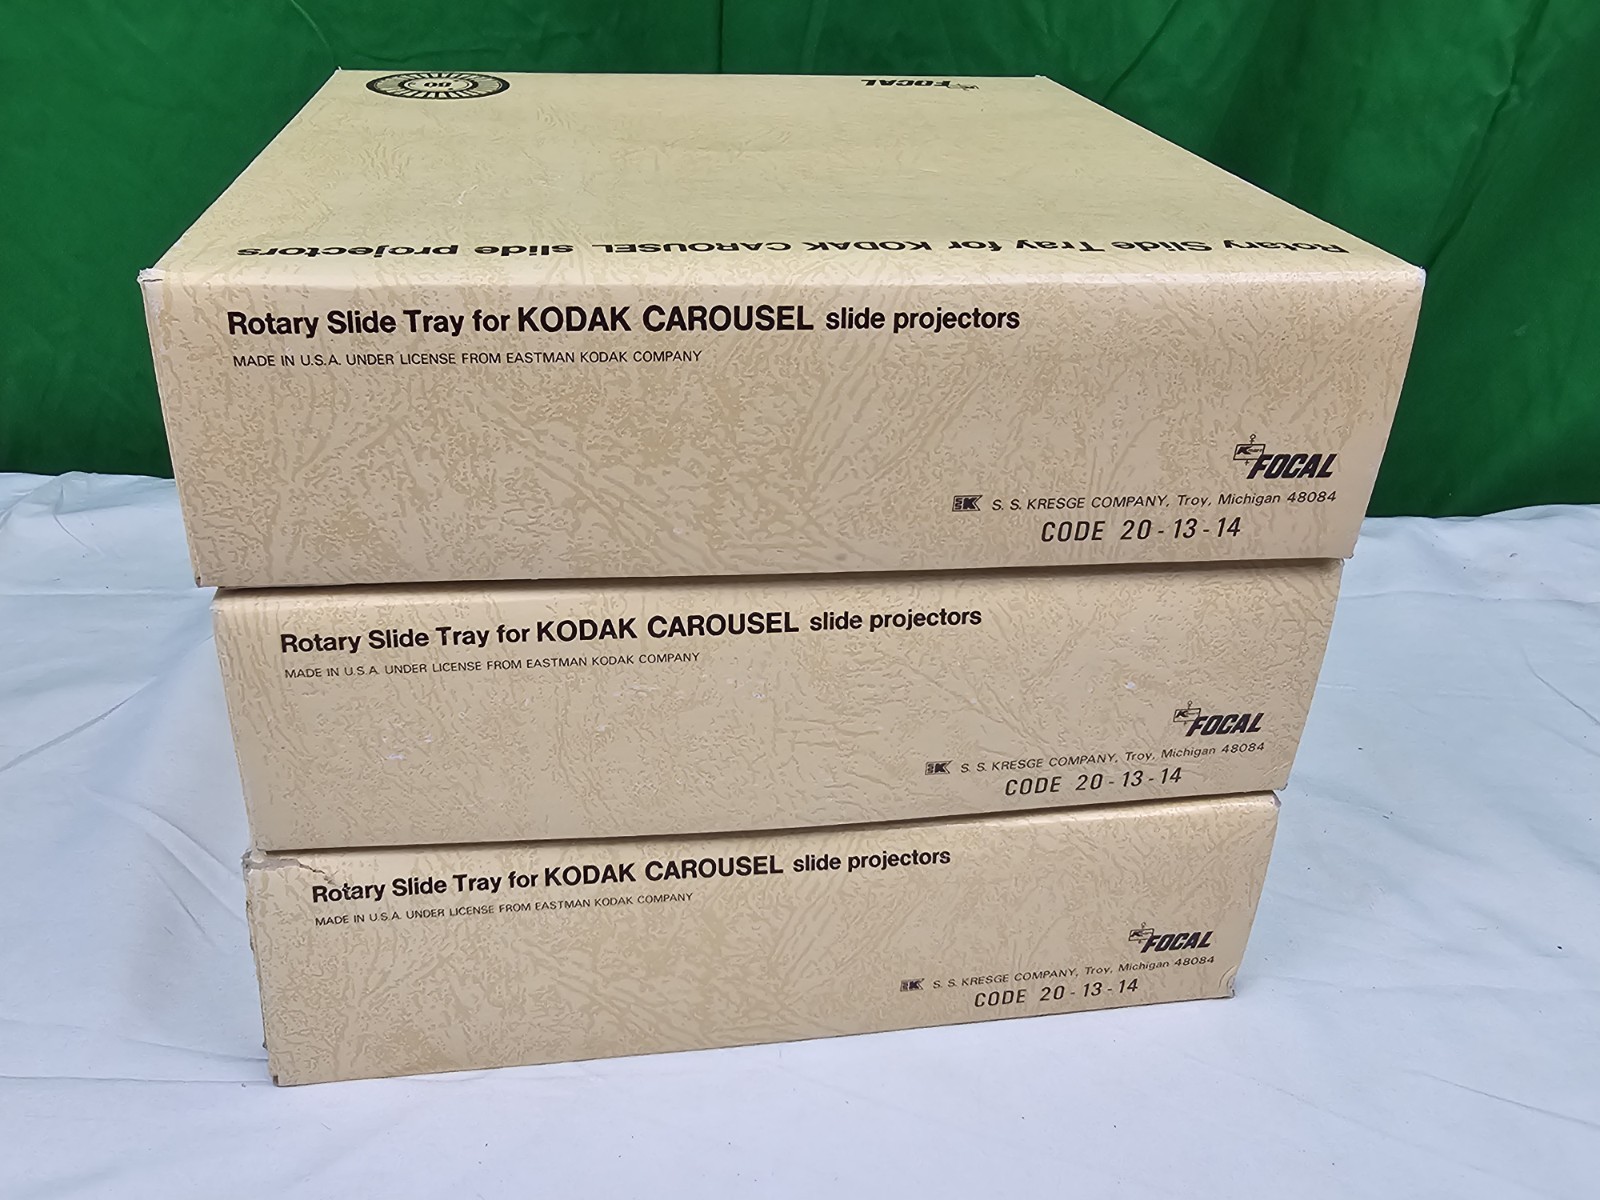 00
FOCAL
Rotary Slide Tray for KODAK CAROUSEL slide projectors
Rotary Slide Tray for KODAK CAROUSEL slide projectors
MADE IN U.S.A. UNDER LICENSE FROM EASTMAN KODAK COMPANY
FOCAL
S. S. KRESGE COMPANY, Troy, Michigan 48084
CODE 20-13-14
Rotary Slide Tray for KODAK CAROUSEL slide projectors
MADE IN U.S.A. UNDER LICENSE FROM EASTMAN KODAK COMPANY
FOCAL
S. S. KRESGE COMPANY, Troy, Michigan 48084
CODE 20-13-14
Rotary Slide Tray for KODAK CAROUSEL slide projectors
MADE IN U.S.A. UNDER LICENSE FROM EASTMAN KODAK COMPANY
FOCAL
S. S. KRESGE COMPANY, Troy, Michigan 48084
CODE 20-13-14